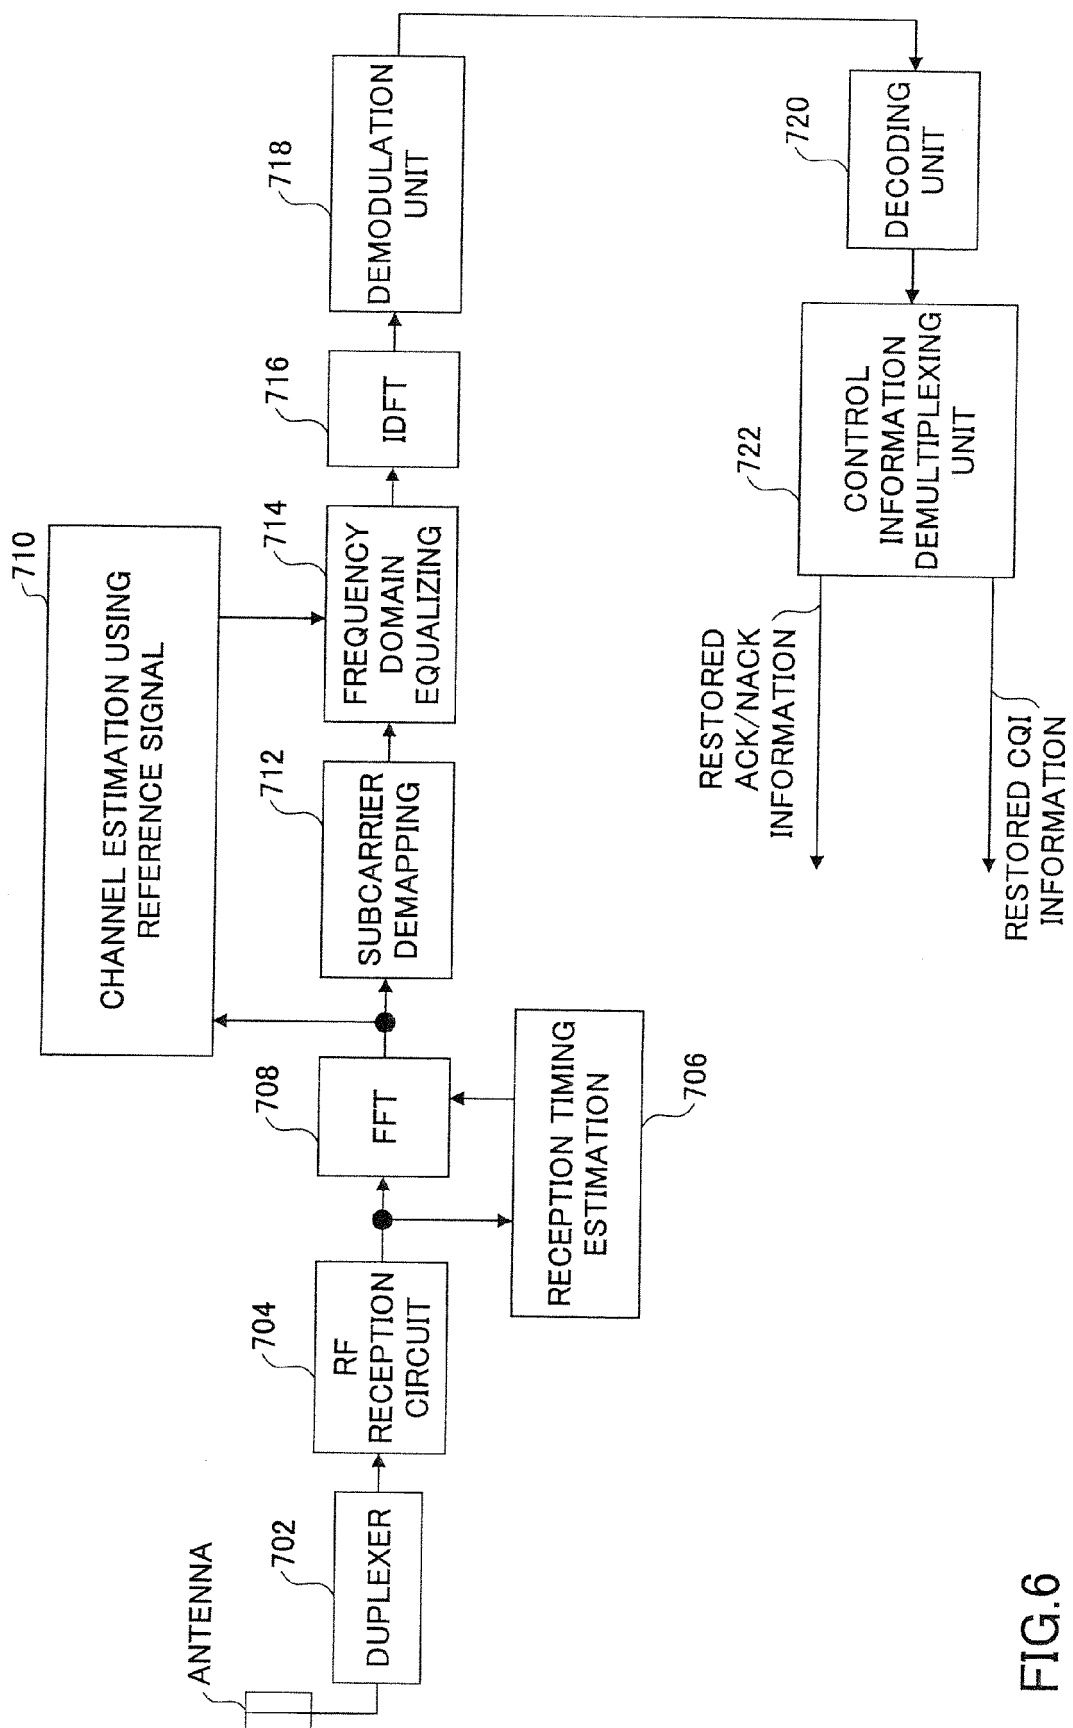 ANTENNA
702
DUPLEXER
704
RF
RECEPTION
CIRCUIT
706
RECEPTION TIMING
ESTIMATION
708
FFT
710
CHANNEL ESTIMATION USING
REFERENCE SIGNAL
712
SUBCARRIER
DEMAPPING
714
FREQUENCY
DOMAIN
EQUALIZING
716
IDFT
718
DEMODULATION
UNIT
720
DECODING
UNIT
722
CONTROL
INFORMATION
DEMULTIPLEXING
UNIT
RESTORED
ACK/NACK
INFORMATION
RESTORED CQI
INFORMATION
FIG.6